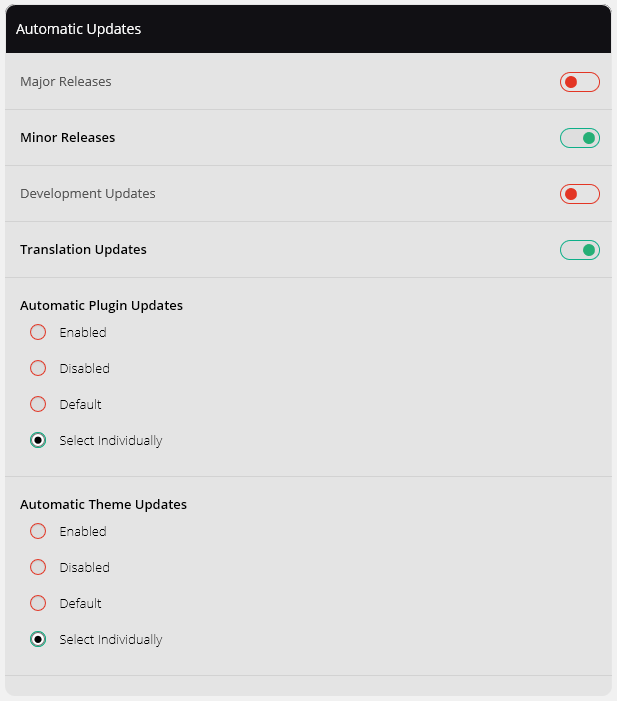 Automatic Updates
Major Releases
Minor Releases
Development Updates
Translation Updates
Automatic Plugin Updates
Enabled
Disabled
Default
Select Individually
Automatic Theme Updates
Enabled
Disabled
Default
Select Individually